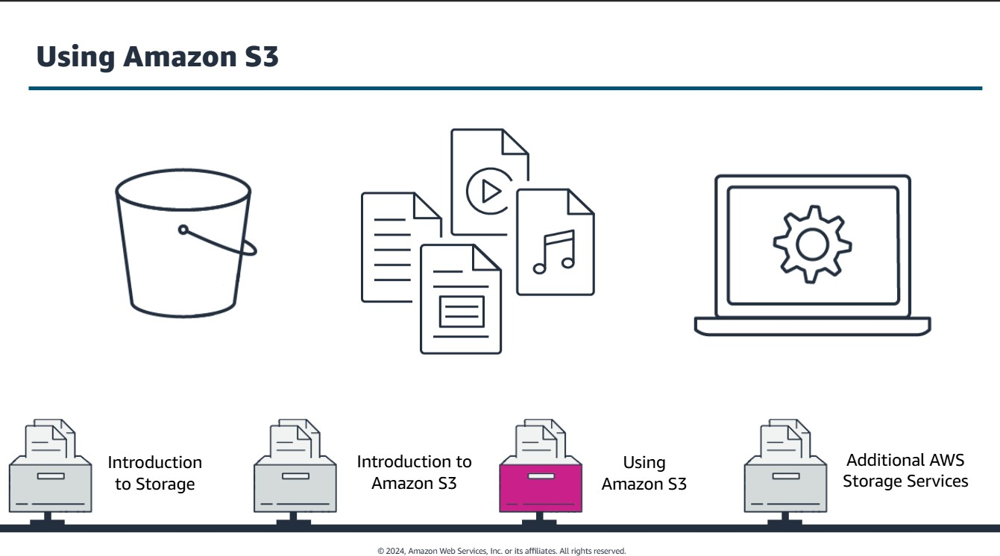 Using Amazon S3
Introduction
to Storage
Introduction to
Amazon S3
Using
Amazon S3
Additional AWS
Storage Services
© 2024, Amazon Web Services, Inc. or its affiliates. All rights reserved.